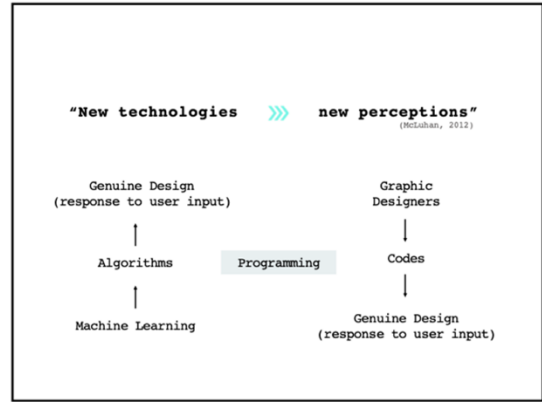 “New technologies
new perceptions”
(McLuhan, 2012)
Genuine Design
(response to user input)
Algorithms
Machine Learning
Programming
Graphic
Designers
Codes
Genuine Design
(response to user input)